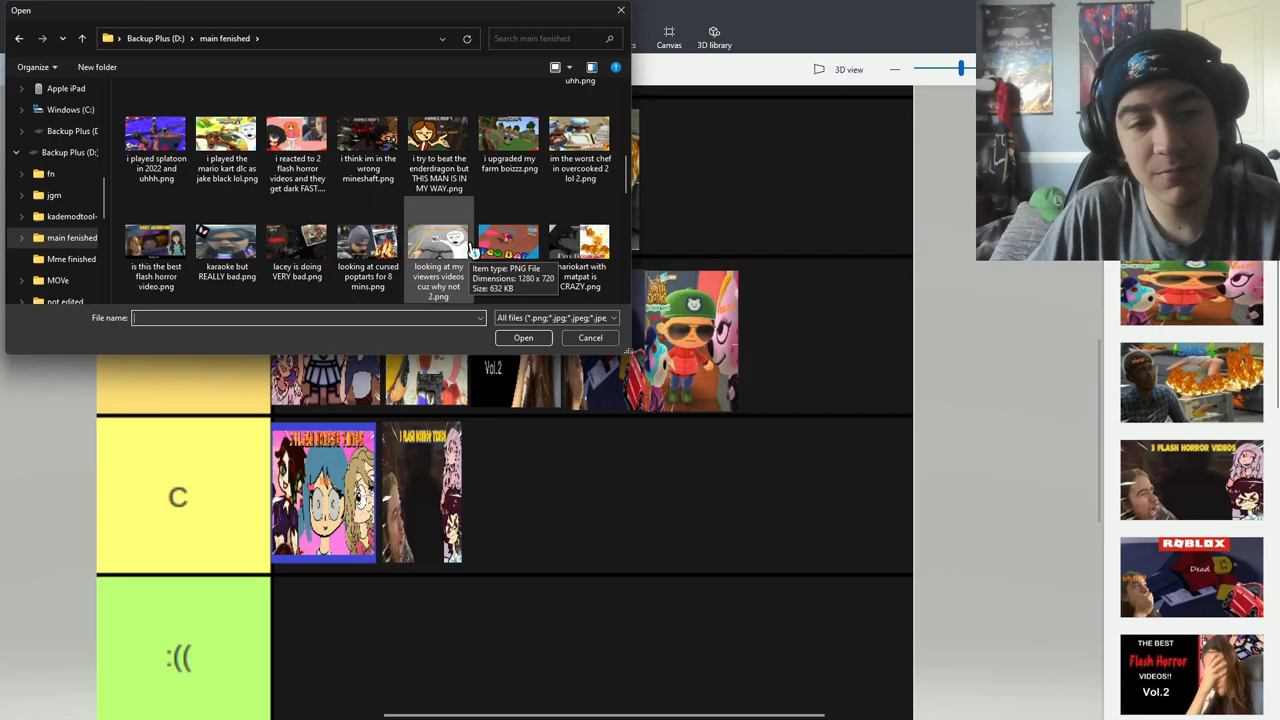 Open
Backup Plus (D:) > main fenished >
Search main fenished
Organize
New folder
Canvas
3D library
3D view
uhh.png
Apple iPad
Windows (C:)
Backup Plus (D
Backup Plus (D:
fn
jgm
kademodtool-
main fenished
Mme finished
MOVe
not edited
i played splatoon
in 2022 and
uhhh.png
i played the
mario kart dlc as
jake black lol.png
i reacted to 2
flash horror
videos and they
get dark FAST....
i think im in the
wrong
mineshaft.png
i try to beat the
enderdragon but
THIS MAN IS IN
MY WAY.png
i upgraded my
farm boizzz.png
im the worst chef
in overcooked 2
lol 2.png
is this the best
flash horror
video.png
karaoke but
REALLY bad.png
lacey is doing
VERY bad.png
looking at cursed
poptarts for 8
mins.png
looking at my
viewers videos
cuz why not
2.png
Item type: PNG File
Dimensions: 1280 x 720
Size: 632 KB
mariokart with
matpat is
CRAZY.png
File name:
All files (*.png;*.jpg;*.jpeg;*.jpe
Open
Cancel
Vol.2
C
3 FLASH HORROR VIDEOS
:((
Help!
3 FLASH HORROR VIDEOS
ROBLOX
Dead
oh no
THE BEST
Flash Horror
VIDEOS!!
Vol.2